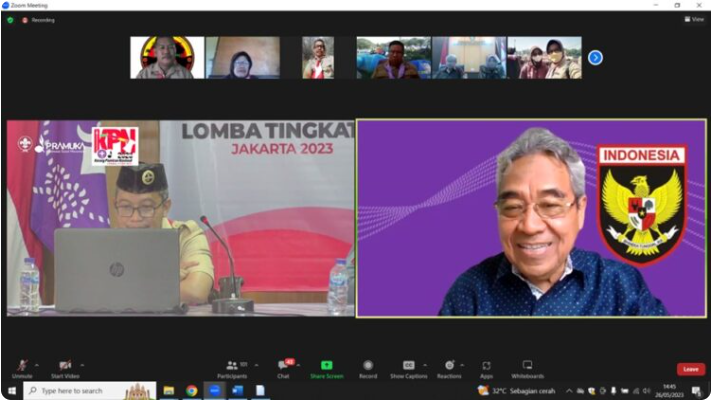 Zoom Meeting
Recording
View
PRAMUKA
KPN
LOMBA TINGKAT
JAKARTA 2023
INDONESIA
hp
Unmute
Start Video
Participants
101
Chat
Share Screen
Record
Show Captions
Reactions
Apps
Whiteboards
Leave
Type here to search
32°C Sebagian cerah
14:45
26/05/2023